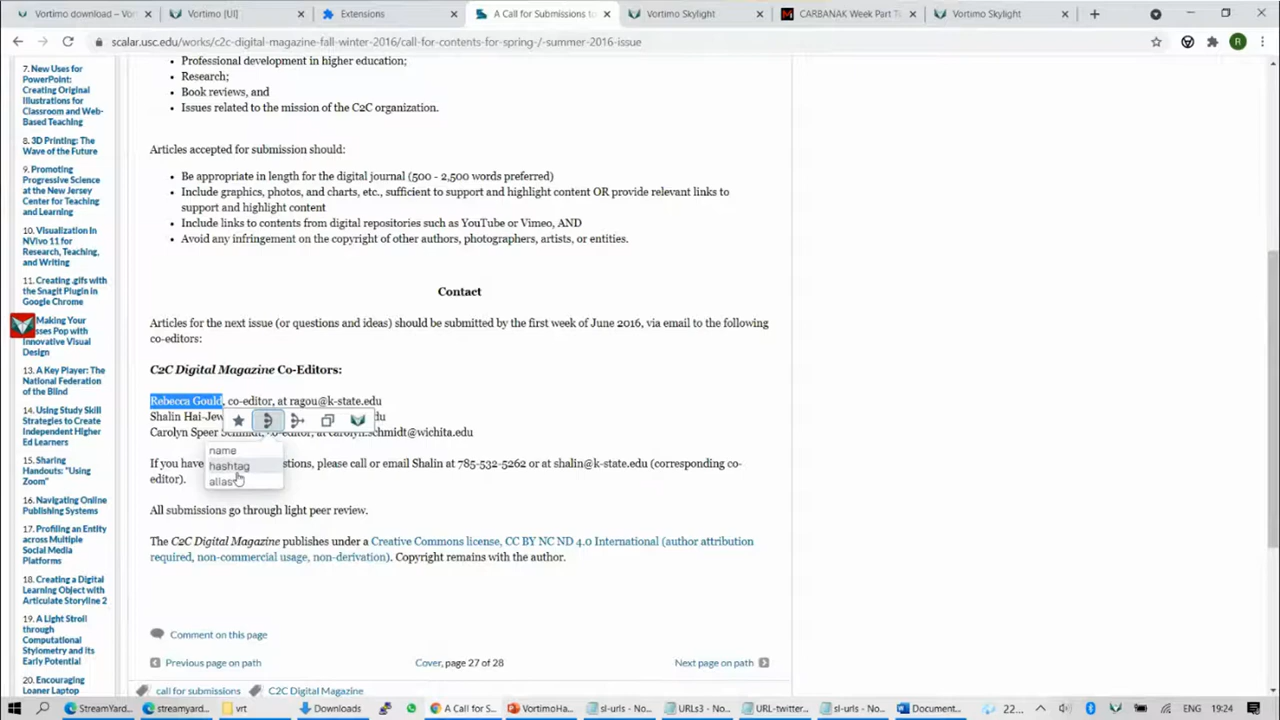 Vortimo download –
Vortimo [UI]
Extensions
A Call for Submissions to
Vortimo Skylight
CARBANAK Week Part T
Vortimo Skylight
scalar.usc.edu/works/c2c-digital-magazine-fall-winter-2016/call-for-contents-for-spring-/-summer-2016-issue
R
7. New Uses for
PowerPoint:
Creating Original
Illustrations for
Classroom and Web-
Based Teaching
8. 3D Printing: The
Wave of the Future
9. Promoting
Progressive Science
at the New Jersey
Center for Teaching
and Learning
10. Visualization in
NVivo 11 for
Research, Teaching,
and Writing
11. Creating .gifs with
the Snagit Plugin in
Google Chrome
Making Your
sses Pop with
Innovative Visual
Design
13. A Key Player: The
National Federation
of the Blind
14. Using Study Skill
Strategies to Create
Independent Higher
Ed Learners
15. Sharing
Handouts: "Using
Zoom"
16. Navigating Online
Publishing Systems
17. Profiling an Entity
across Multiple
Social Media
Platforms
18. Creating a Digital
Learning Object with
Articulate Storyline 2
19. A Light Stroll
through
Computational
Stylometry and its
Early Potential
20. Encouraging
Loaner Laptop
Professional development in higher education;
Research;
Book reviews, and
Issues related to the mission of the C2C organization.
Articles accepted for submission should:
Be appropriate in length for the digital journal (500 - 2,500 words preferred)
Include graphics, photos, and charts, etc., sufficient to support and highlight content OR provide relevant links to
support and highlight content
Include links to contents from digital repositories such as YouTube or Vimeo, AND
Avoid any infringement on the copyright of other authors, photographers, artists, or entities.
Contact
Articles for the next issue (or questions and ideas) should be submitted by the first week of June 2016, via email to the following
co-editors:
C2C Digital Magazine Co-Editors:
Rebecca Gould, co-editor, at ragou@k-state.edu
Shalin Hai-Jew du
Carolyn Speer Schmidt, co-editor, at carolyn.schmidt@wichita.edu
name
hashtag
alias
If you have stions, please call or email Shalin at 785-532-5262 or at shalin@k-state.edu (corresponding co-
editor).
All submissions go through light peer review.
The C2C Digital Magazine publishes under a Creative Commons license, CC BY NC ND 4.0 International (author attribution
required, non-commercial usage, non-derivation). Copyright remains with the author.
Comment on this page
Previous page on path
Cover, page 27 of 28
Next page on path
call for submissions
C2C Digital Magazine
StreamYard...
streamyard...
vrt
Downloads
A Call for S...
VortimoHa...
sl-urls - No...
URLs3 - No...
URL-twitter...
sl-urls - No...
Document...
22...
ENG
19:24